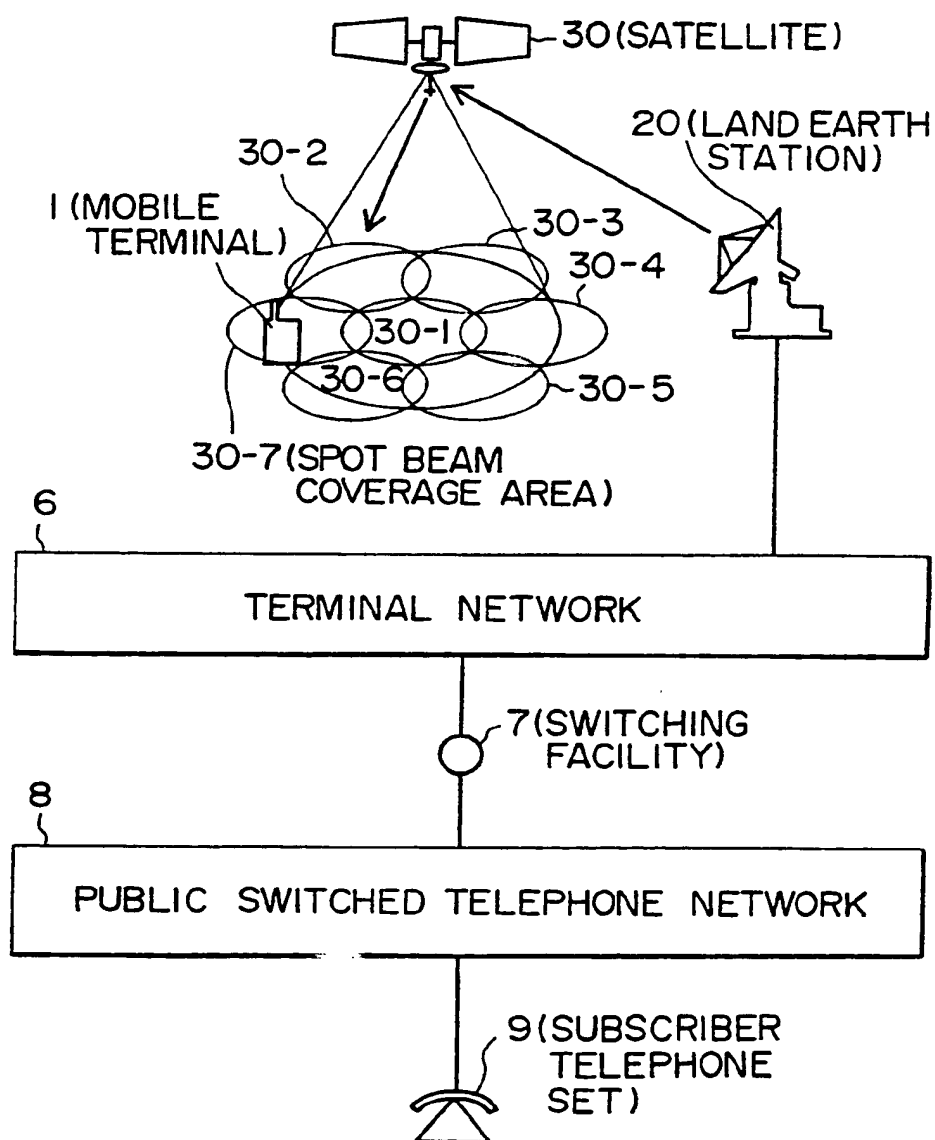 30(SATELLITE)
20(LAND EARTH
STATION)
30-2
1(MOBILE
TERMINAL)
30-3
30-4
30-1
30-6
30-5
30-7(SPOT BEAM
COVERAGE AREA)
6
TERMINAL NETWORK
7(SWITCHING
FACILITY)
8
PUBLIC SWITCHED TELEPHONE NETWORK
9(SUBSCRIBER
TELEPHONE
SET)